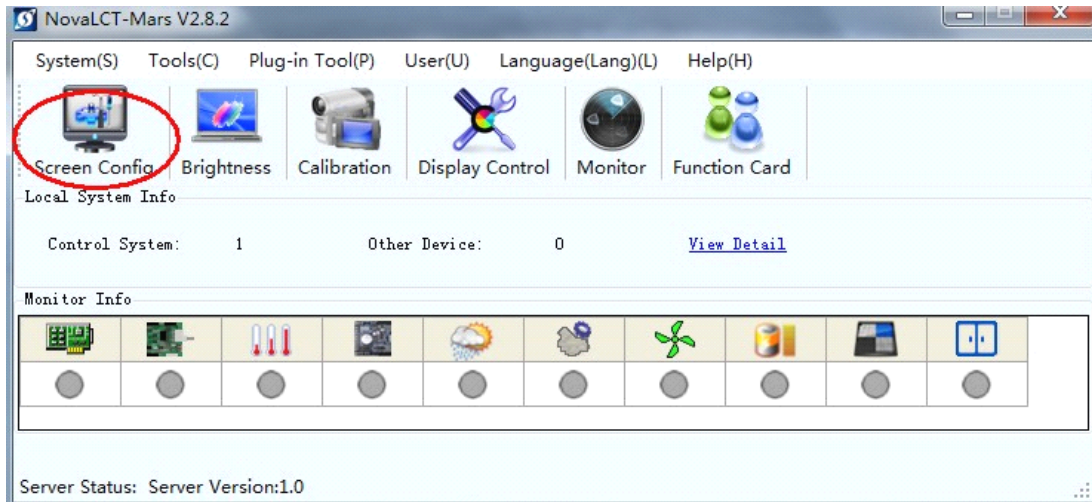 NovaLCT-Mars V2.8.2
System(S) Tools(C) Plug-in Tool(P) User(U) Language(Lang)(L) Help(H)
Screen Config Brightness Calibration Display Control Monitor Function Card
Local System Info
Control System: 1 Other Device: 0 View Detail
Monitor Info
Server Status: Server Version:1.0